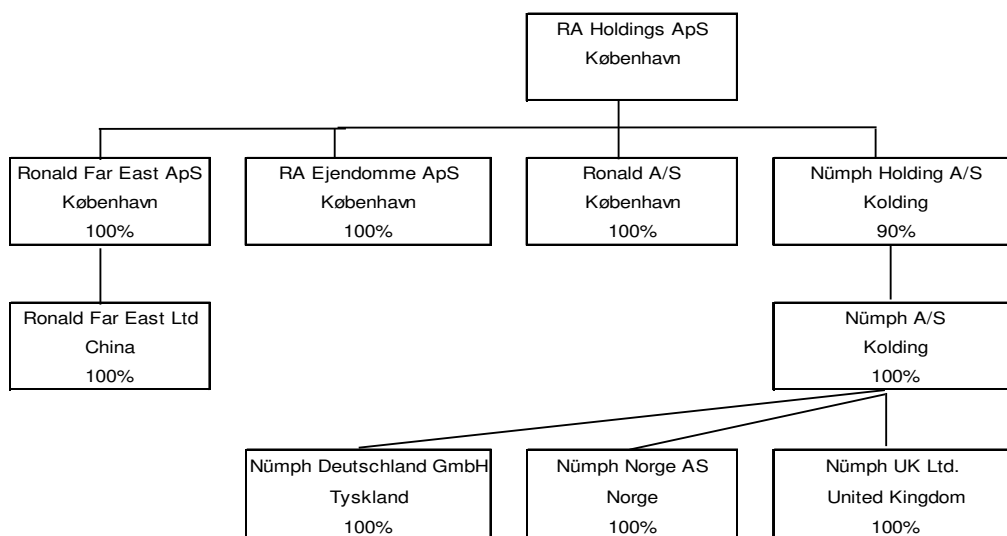 RA Holdings ApS
København
Ronald Far East ApS
København
100%
RA Ejendomme ApS
København
100%
Ronald A/S
København
100%
Nümph Holding A/S
Kolding
90%
Ronald Far East Ltd
China
100%
Nümph A/S
Kolding
100%
Nümph Deutschland GmbH
Tyskland
100%
Nümph Norge AS
Norge
100%
Nümph UK Ltd.
United Kingdom
100%